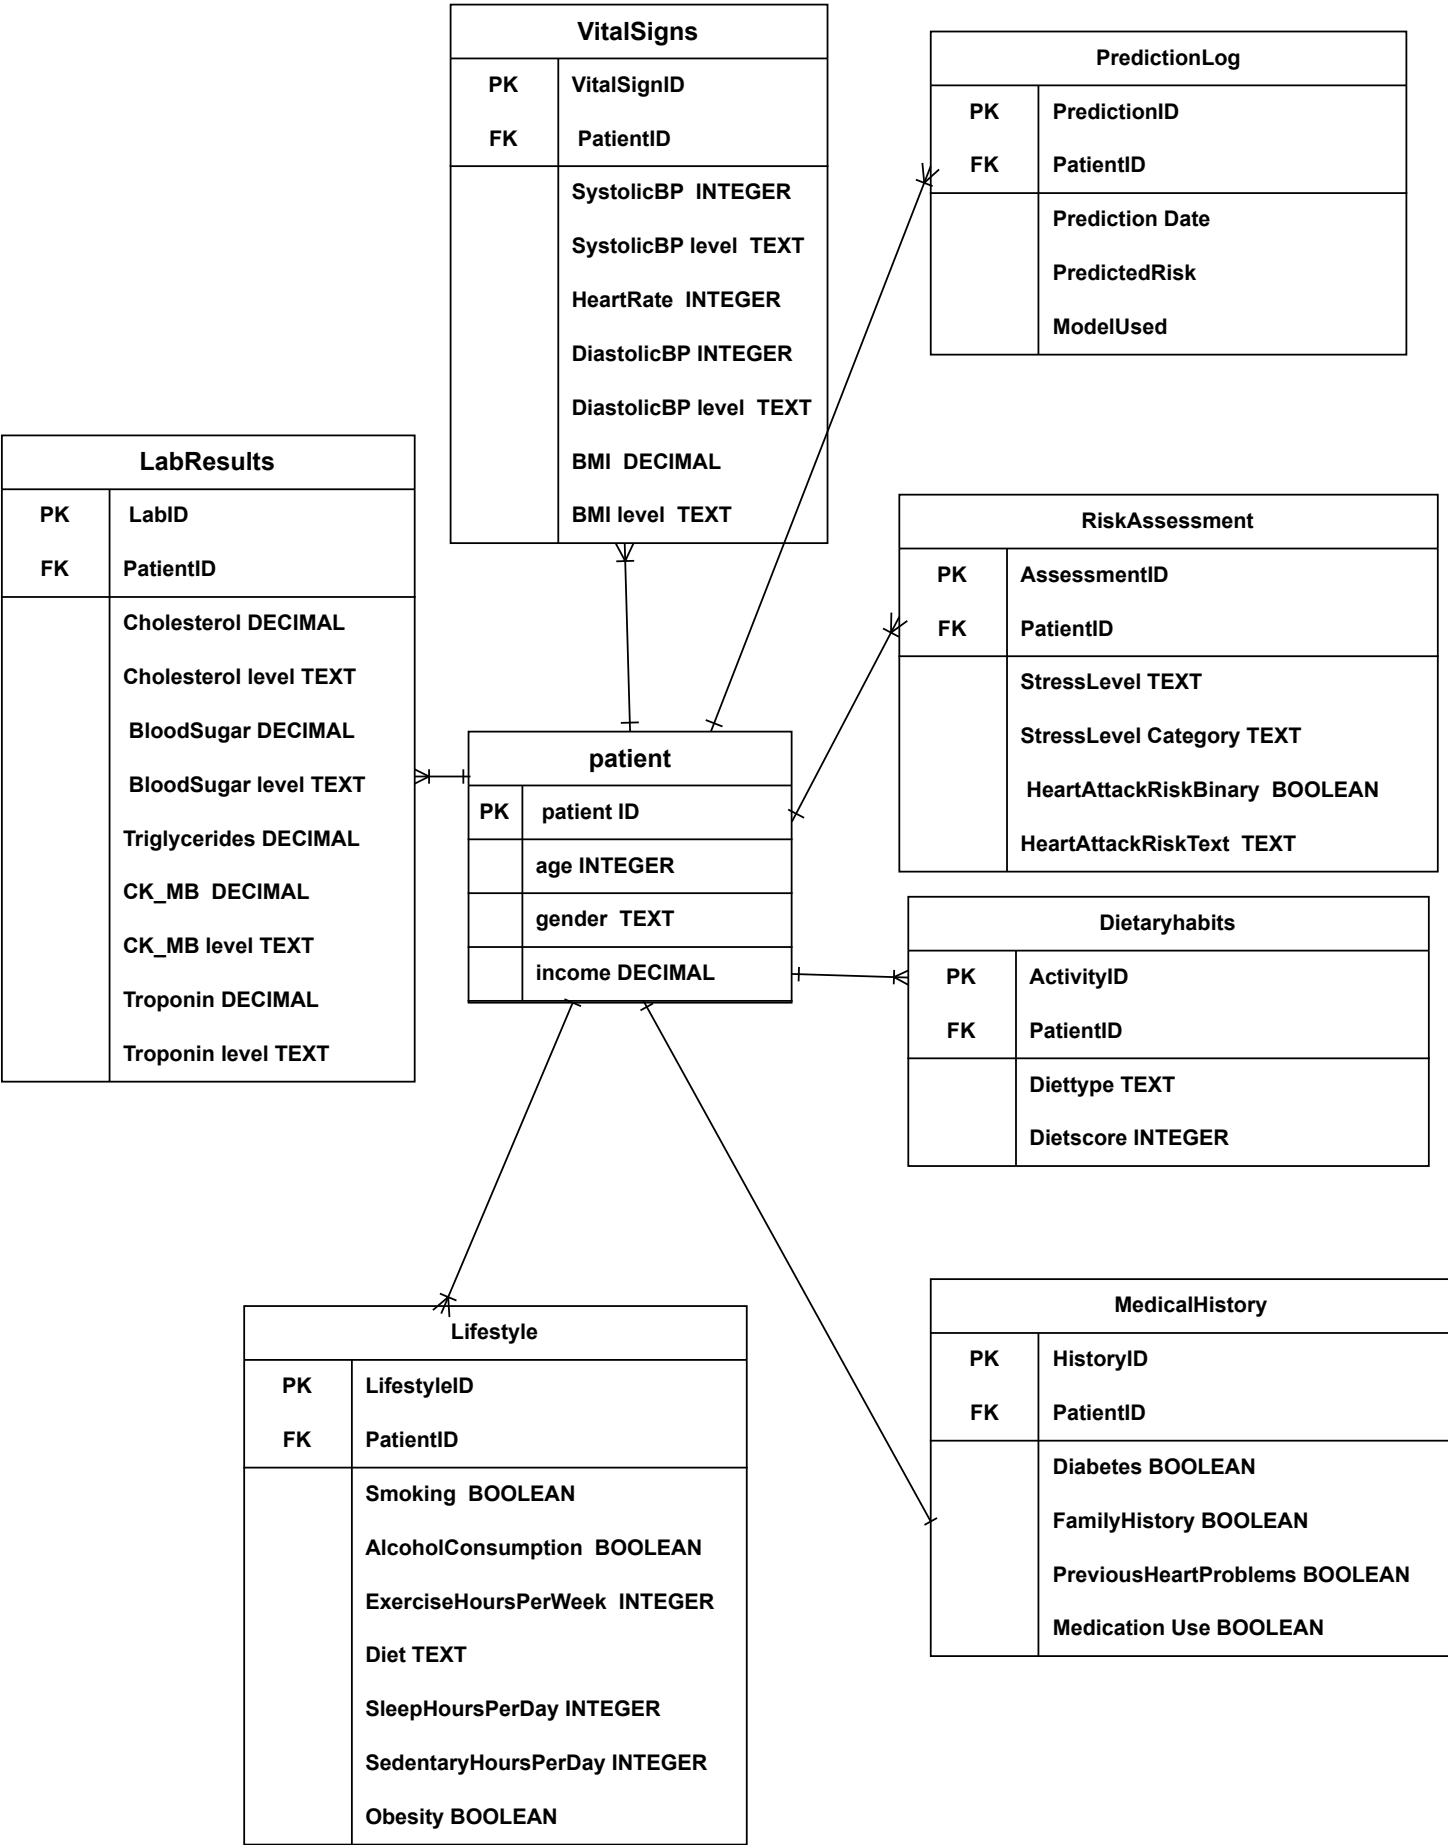 VitalSigns
PK VitalSignID
FK PatientID
SystolicBP INTEGER
SystolicBP level TEXT
HeartRate INTEGER
DiastolicBP INTEGER
DiastolicBP level TEXT
BMI DECIMAL
BMI level TEXT
PredictionLog
PK PredictionID
FK PatientID
Prediction Date
PredictedRisk
ModelUsed
LabResults
PK LabID
FK PatientID
Cholesterol DECIMAL
Cholesterol level TEXT
BloodSugar DECIMAL
BloodSugar level TEXT
Triglycerides DECIMAL
CK_MB DECIMAL
CK_MB level TEXT
Troponin DECIMAL
Troponin level TEXT
RiskAssessment
PK AssessmentID
FK PatientID
StressLevel TEXT
StressLevel Category TEXT
HeartAttackRiskBinary BOOLEAN
HeartAttackRiskText TEXT
patient
PK patient ID
age INTEGER
gender TEXT
income DECIMAL
Dietaryhabits
PK ActivityID
FK PatientID
Diettype TEXT
Dietscore INTEGER
Lifestyle
PK LifestyleID
FK PatientID
Smoking BOOLEAN
AlcoholConsumption BOOLEAN
ExerciseHoursPerWeek INTEGER
Diet TEXT
SleepHoursPerDay INTEGER
SedentaryHoursPerDay INTEGER
Obesity BOOLEAN
MedicalHistory
PK HistoryID
FK PatientID
Diabetes BOOLEAN
FamilyHistory BOOLEAN
PreviousHeartProblems BOOLEAN
Medication Use BOOLEAN